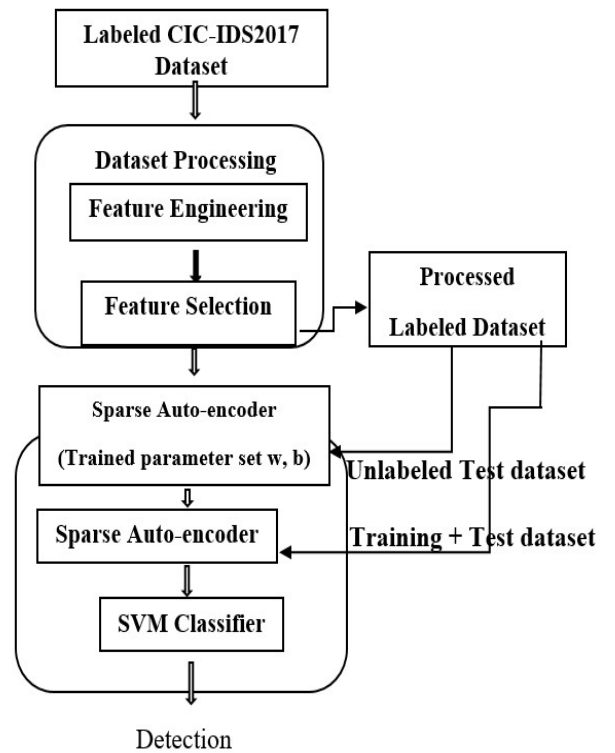 Labeled CIC-IDS2017
Dataset
Dataset Processing
Feature Engineering
Feature Selection
Processed
Labeled Dataset
Sparse Auto-encoder
(Trained parameter set w, b)
Unlabeled Test dataset
Sparse Auto-encoder
Training + Test dataset
SVM Classifier
Detection